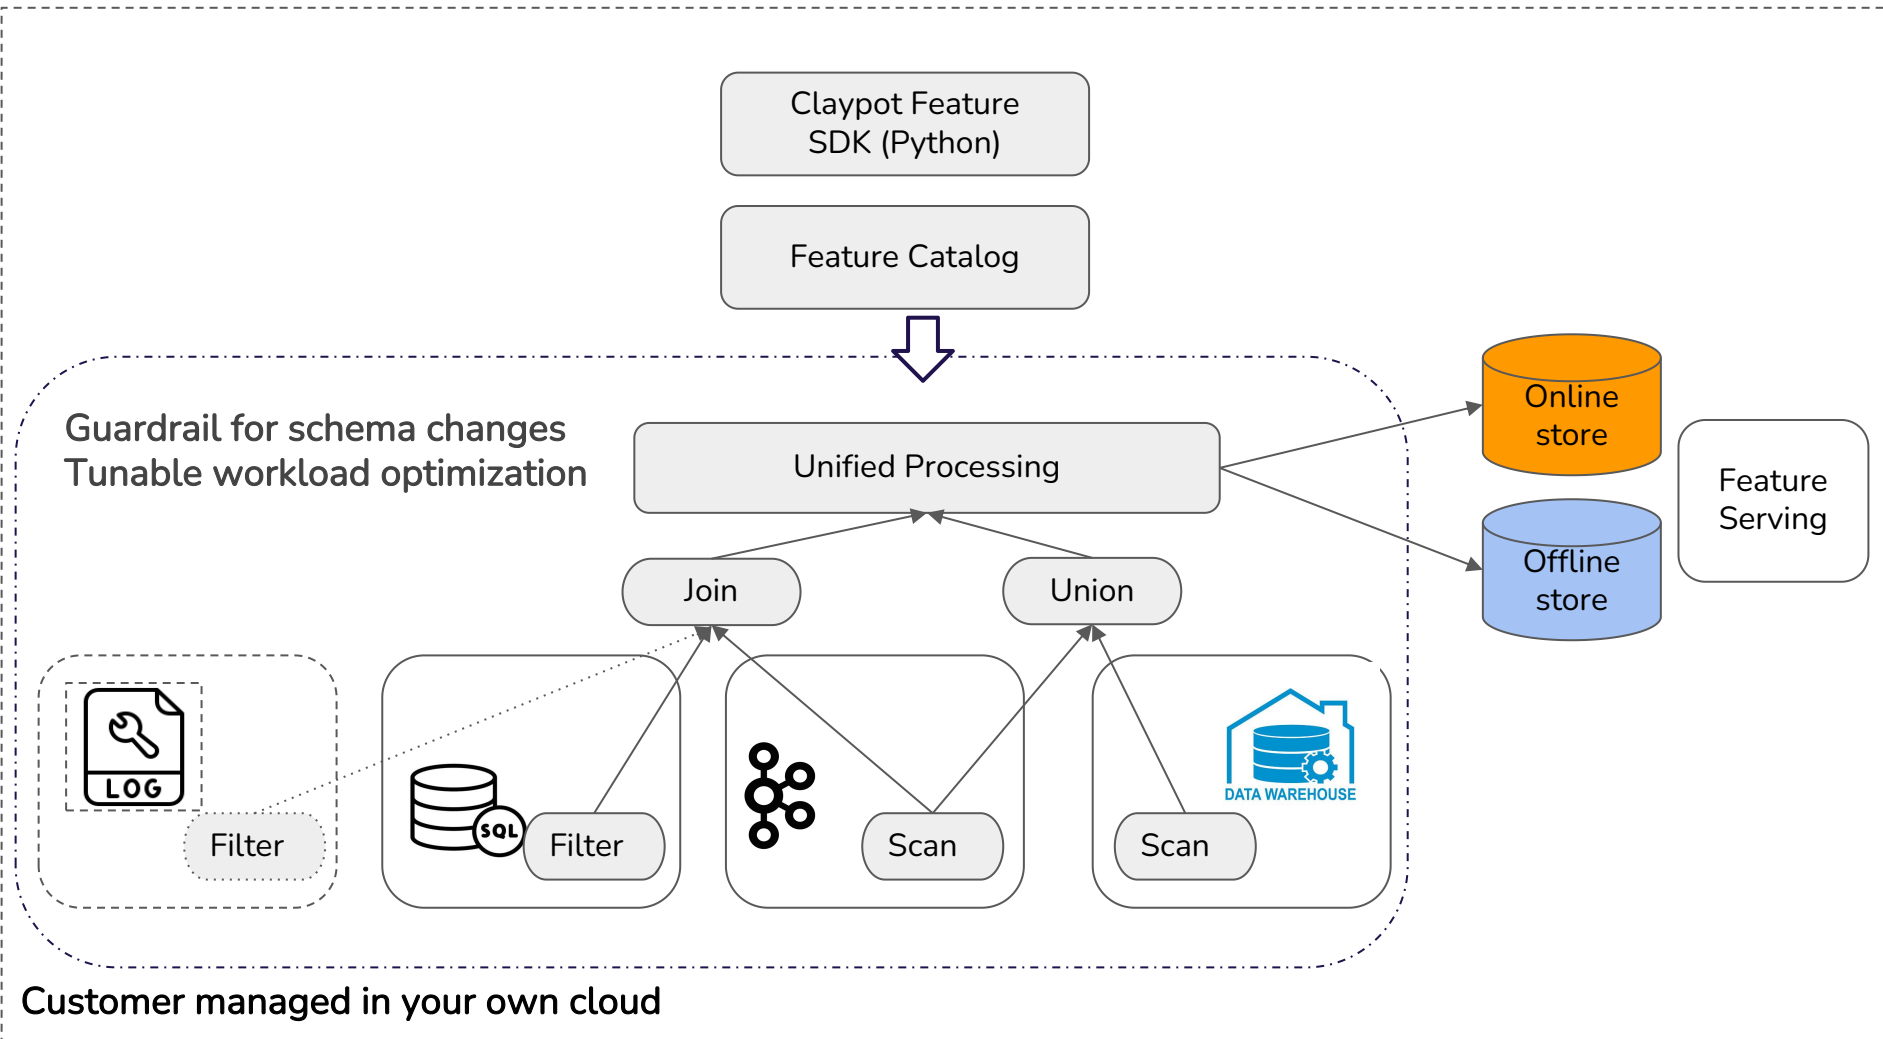 Claypot Feature
SDK (Python)
Feature Catalog
Guardrail for schema changes
Tunable workload optimization
Unified Processing
Online
store
Offline
store
Feature
Serving
Join
Union
LOG
Filter
SQL
Filter
Scan
Scan
DATA WAREHOUSE
Customer managed in your own cloud